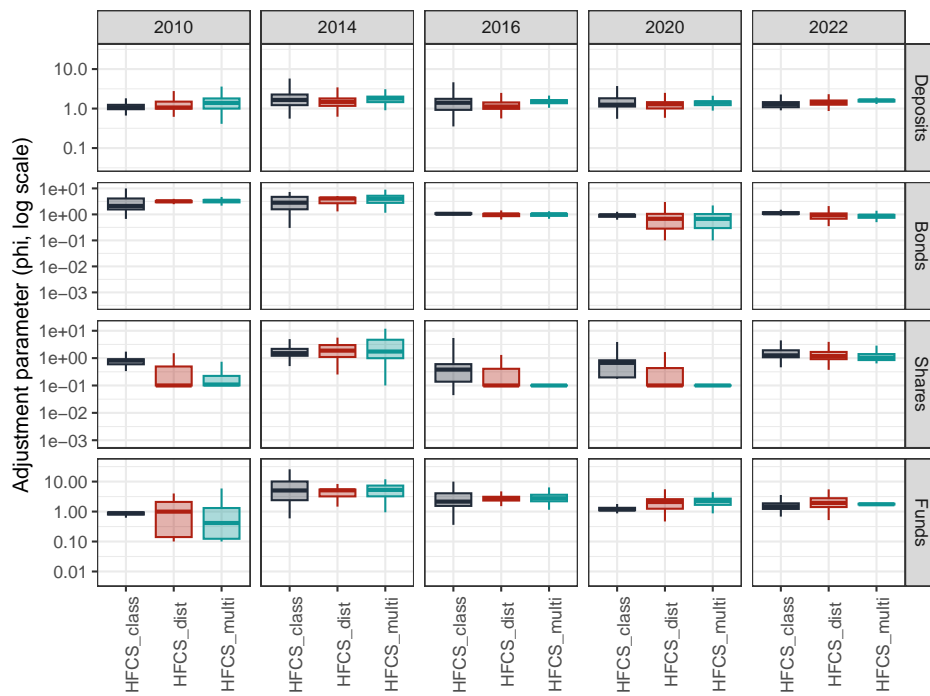 2010 2014 2016 2020 2022
Adjustment parameter (phi, log scale)
10.0
1.0
0.1
Deposits
1e+01
1e+00
1e−01
1e−02
1e−03
Bonds
1e+01
1e+00
1e−01
1e−02
1e−03
Shares
10.00
1.00
0.10
0.01
Funds
HFCS_class HFCS_dist HFCS_multi HFCS_class HFCS_dist HFCS_multi HFCS_class HFCS_dist HFCS_multi HFCS_class HFCS_dist HFCS_multi HFCS_class HFCS_dist HFCS_multi